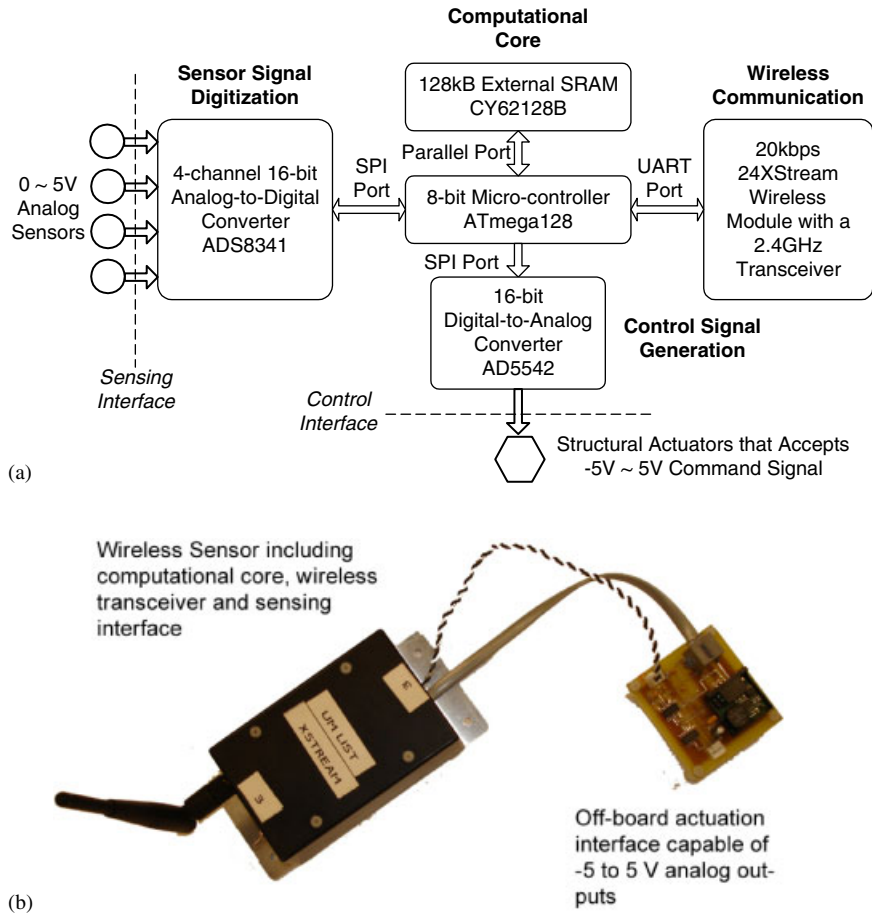 Computational
Core
Sensor Signal
Digitization
128kB External SRAM
CY62128B
Wireless
Communication
0 ~ 5V
Analog
Sensors
4-channel 16-bit
Analog-to-Digital
Converter
ADS8341
SPI
Port
Parallel Port
8-bit Micro-controller
ATmega128
UART
Port
20kbps
24XStream
Wireless
Module with a
2.4GHz
Transceiver
SPI Port
16-bit
Digital-to-Analog
Converter
AD5542
Control Signal
Generation
Sensing
Interface
Control
Interface
Structural Actuators that Accepts
-5V ~ 5V Command Signal
(a)
Wireless Sensor including
computational core, wireless
transceiver and sensing
interface
3
UM LIST
XSTREAM
3
Off-board actuation
interface capable of
-5 to 5 V analog out-
puts
(b)